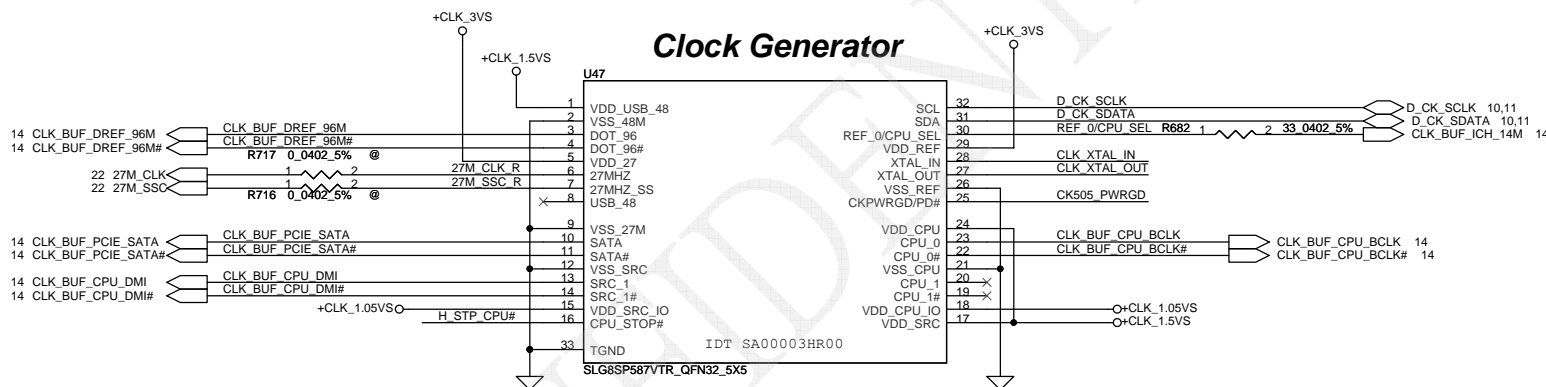 +CLK_3VS
Clock Generator
+CLK_3VS
+CLK_1.5VS
U47
1 VDD_USB_48
2 VSS_48M
14 CLK_BUF_DREF_96M CLK_BUF_DREF_96M 3 DOT_96
14 CLK_BUF_DREF_96M# CLK_BUF_DREF_96M# 4 DOT_96#
R717 0_0402_5% @ 5 VDD_27
22 27M_CLK 1 2 27M_CLK_R 6 27MHZ
22 27M_SSC 1 2 27M_SSC_R 7 27MHZ_SS
R716 0_0402_5% @ 8 USB_48
9 VSS_27M
14 CLK_BUF_PCIE_SATA CLK_BUF_PCIE_SATA 10 SATA
14 CLK_BUF_PCIE_SATA# CLK_BUF_PCIE_SATA# 11 SATA#
12 VSS_SRC
14 CLK_BUF_CPU_DMI CLK_BUF_CPU_DMI 13 SRC_1
14 CLK_BUF_CPU_DMI# CLK_BUF_CPU_DMI# 14 SRC_1#
+CLK_1.05VS 15 VDD_SRC_IO
H_STP_CPU# 16 CPU_STOP#
33 TGND
SCL 32 D_CK_SCLK D_CK_SCLK 10,11
SDA 31 D_CK_SDATA D_CK_SDATA 10,11
REF_0/CPU_SEL 30 REF_0/CPU_SEL R682 1 2 33_0402_5% CLK_BUF_ICH_14M 14
VDD_REF 29
XTAL_IN 28 CLK_XTAL_IN
XTAL_OUT 27 CLK_XTAL_OUT
VSS_REF 26
CKPWRGD/PD# 25 CK505_PWRGD
VDD_CPU 24
CPU_0 23 CLK_BUF_CPU_BCLK CLK_BUF_CPU_BCLK 14
CPU_0# 22 CLK_BUF_CPU_BCLK# CLK_BUF_CPU_BCLK# 14
VSS_CPU 21
CPU_1 20
CPU_1# 19
VDD_CPU_IO 18 +CLK_1.05VS
VDD_SRC 17 +CLK_1.5VS
IDT SA00003HR00
SLG8SP587VTR_QFN32_5X5